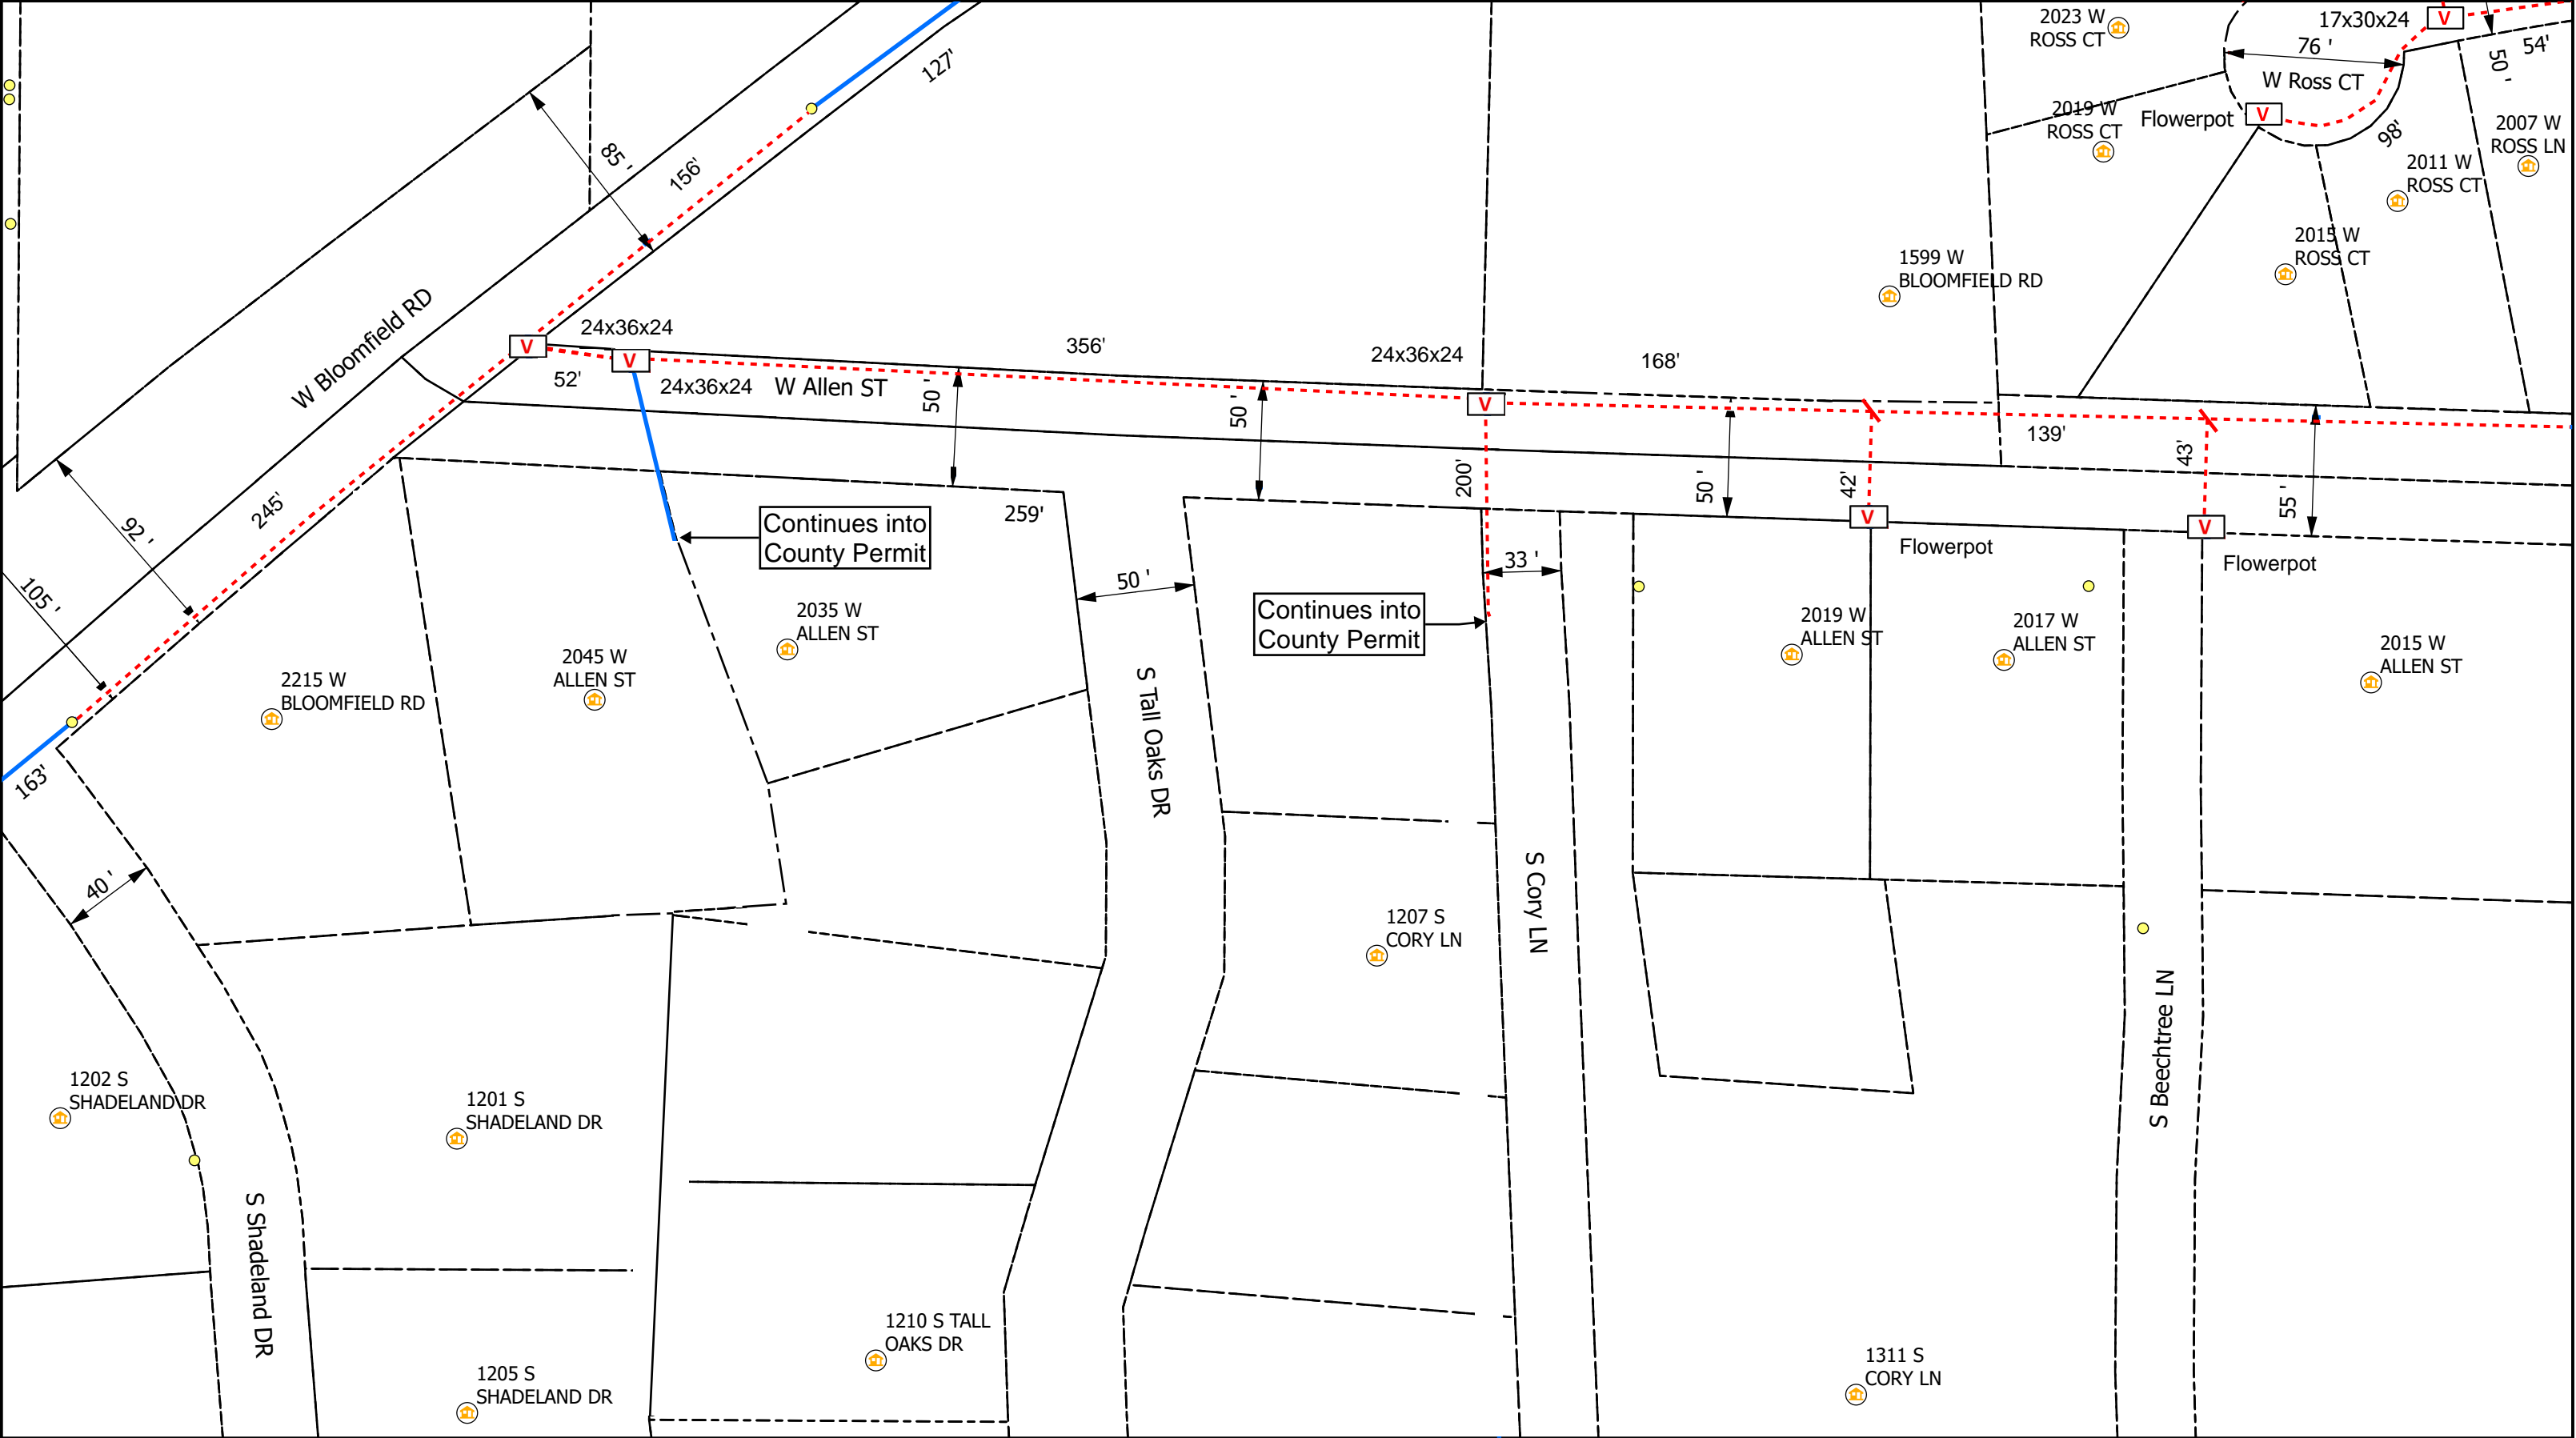 2023 W
ROSS CT
17x30x24
V
76 '
50 '
54'
W Ross CT
127'
2019 W
ROSS CT
Flowerpot
V
98'
2007 W
ROSS LN
2011 W
ROSS CT
85 '
156'
2015 W
ROSS CT
1599 W
BLOOMFIELD RD
W Bloomfield RD
24x36x24
V
V
52'
24x36x24
W Allen ST
356'
50 '
50 '
24x36x24
V
168'
139'
200'
50 '
42'
43'
55 '
245'
92 '
105 '
259'
Continues into
County Permit
V
Flowerpot
V
Flowerpot
33 '
50 '
Continues into
County Permit
2035 W
ALLEN ST
2045 W
ALLEN ST
2215 W
BLOOMFIELD RD
2019 W
ALLEN ST
2017 W
ALLEN ST
2015 W
ALLEN ST
S Tall Oaks DR
163'
40 '
S Cory LN
1207 S
CORY LN
S Beechtree LN
1202 S
SHADELAND DR
1201 S
SHADELAND DR
S Shadeland DR
1210 S TALL
OAKS DR
1205 S
SHADELAND DR
1311 S
CORY LN